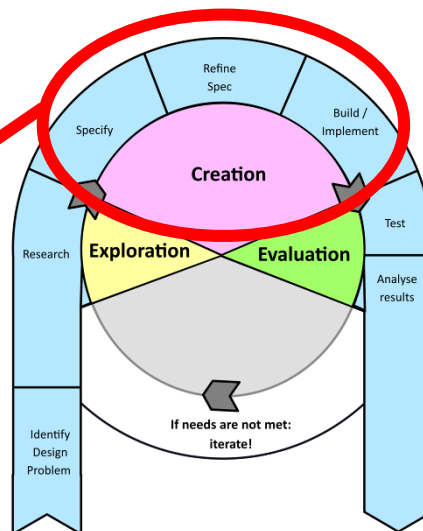 Refine
Spec
Specify
Build /
Implement
Creation
Research
Exploration
Evaluation
Test
Analyse
results
If needs are not met:
iterate!
Identify
Design
Problem